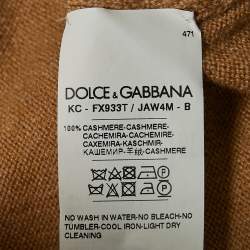 471
DOLCE & GABBANA
KC - FX933T / JAW4M - B
100% CASHMERE-CASHMERE-
CACHEMIRA-CACHEMIRE-
CAXEMIRA-KASCHMIR-
КАШЕМИР-羊绒-CASHMERE
P
NO WASH IN WATER-NO BLEACH-NO
TUMBLER-COOL IRON-LIGHT DRY
CLEANING